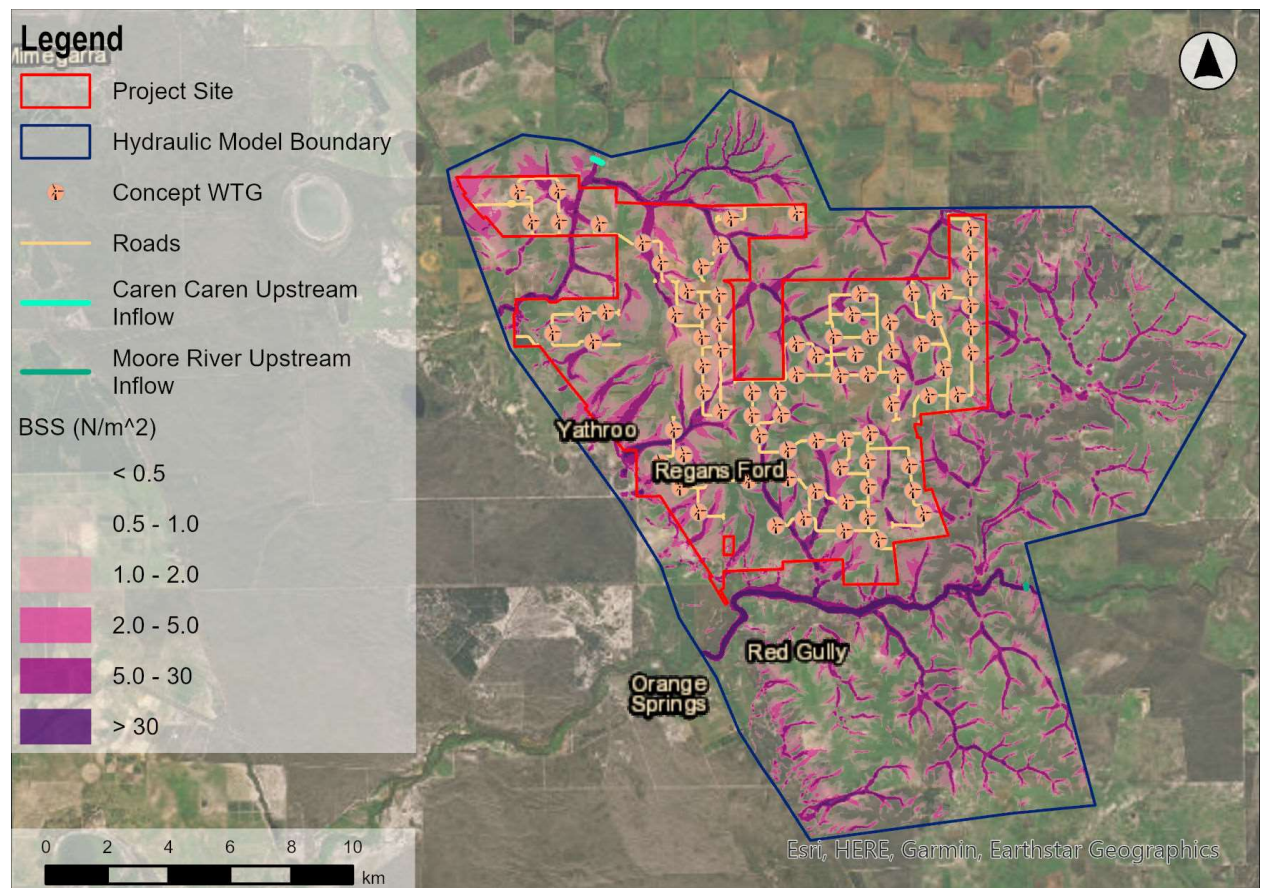 Legend
Mimegarra
Project Site
Hydraulic Model Boundary
Concept WTG
Roads
Caren Caren Upstream
Inflow
Moore River Upstream
Inflow
BSS (N/m^2)
< 0.5
0.5 - 1.0
1.0 - 2.0
2.0 - 5.0
5.0 - 30
> 30
Yathroo
Regans Ford
Red Gully
Orange
Springs
0 2 4 6 8 10
km
Esri, HERE, Garmin, Earthstar Geographics